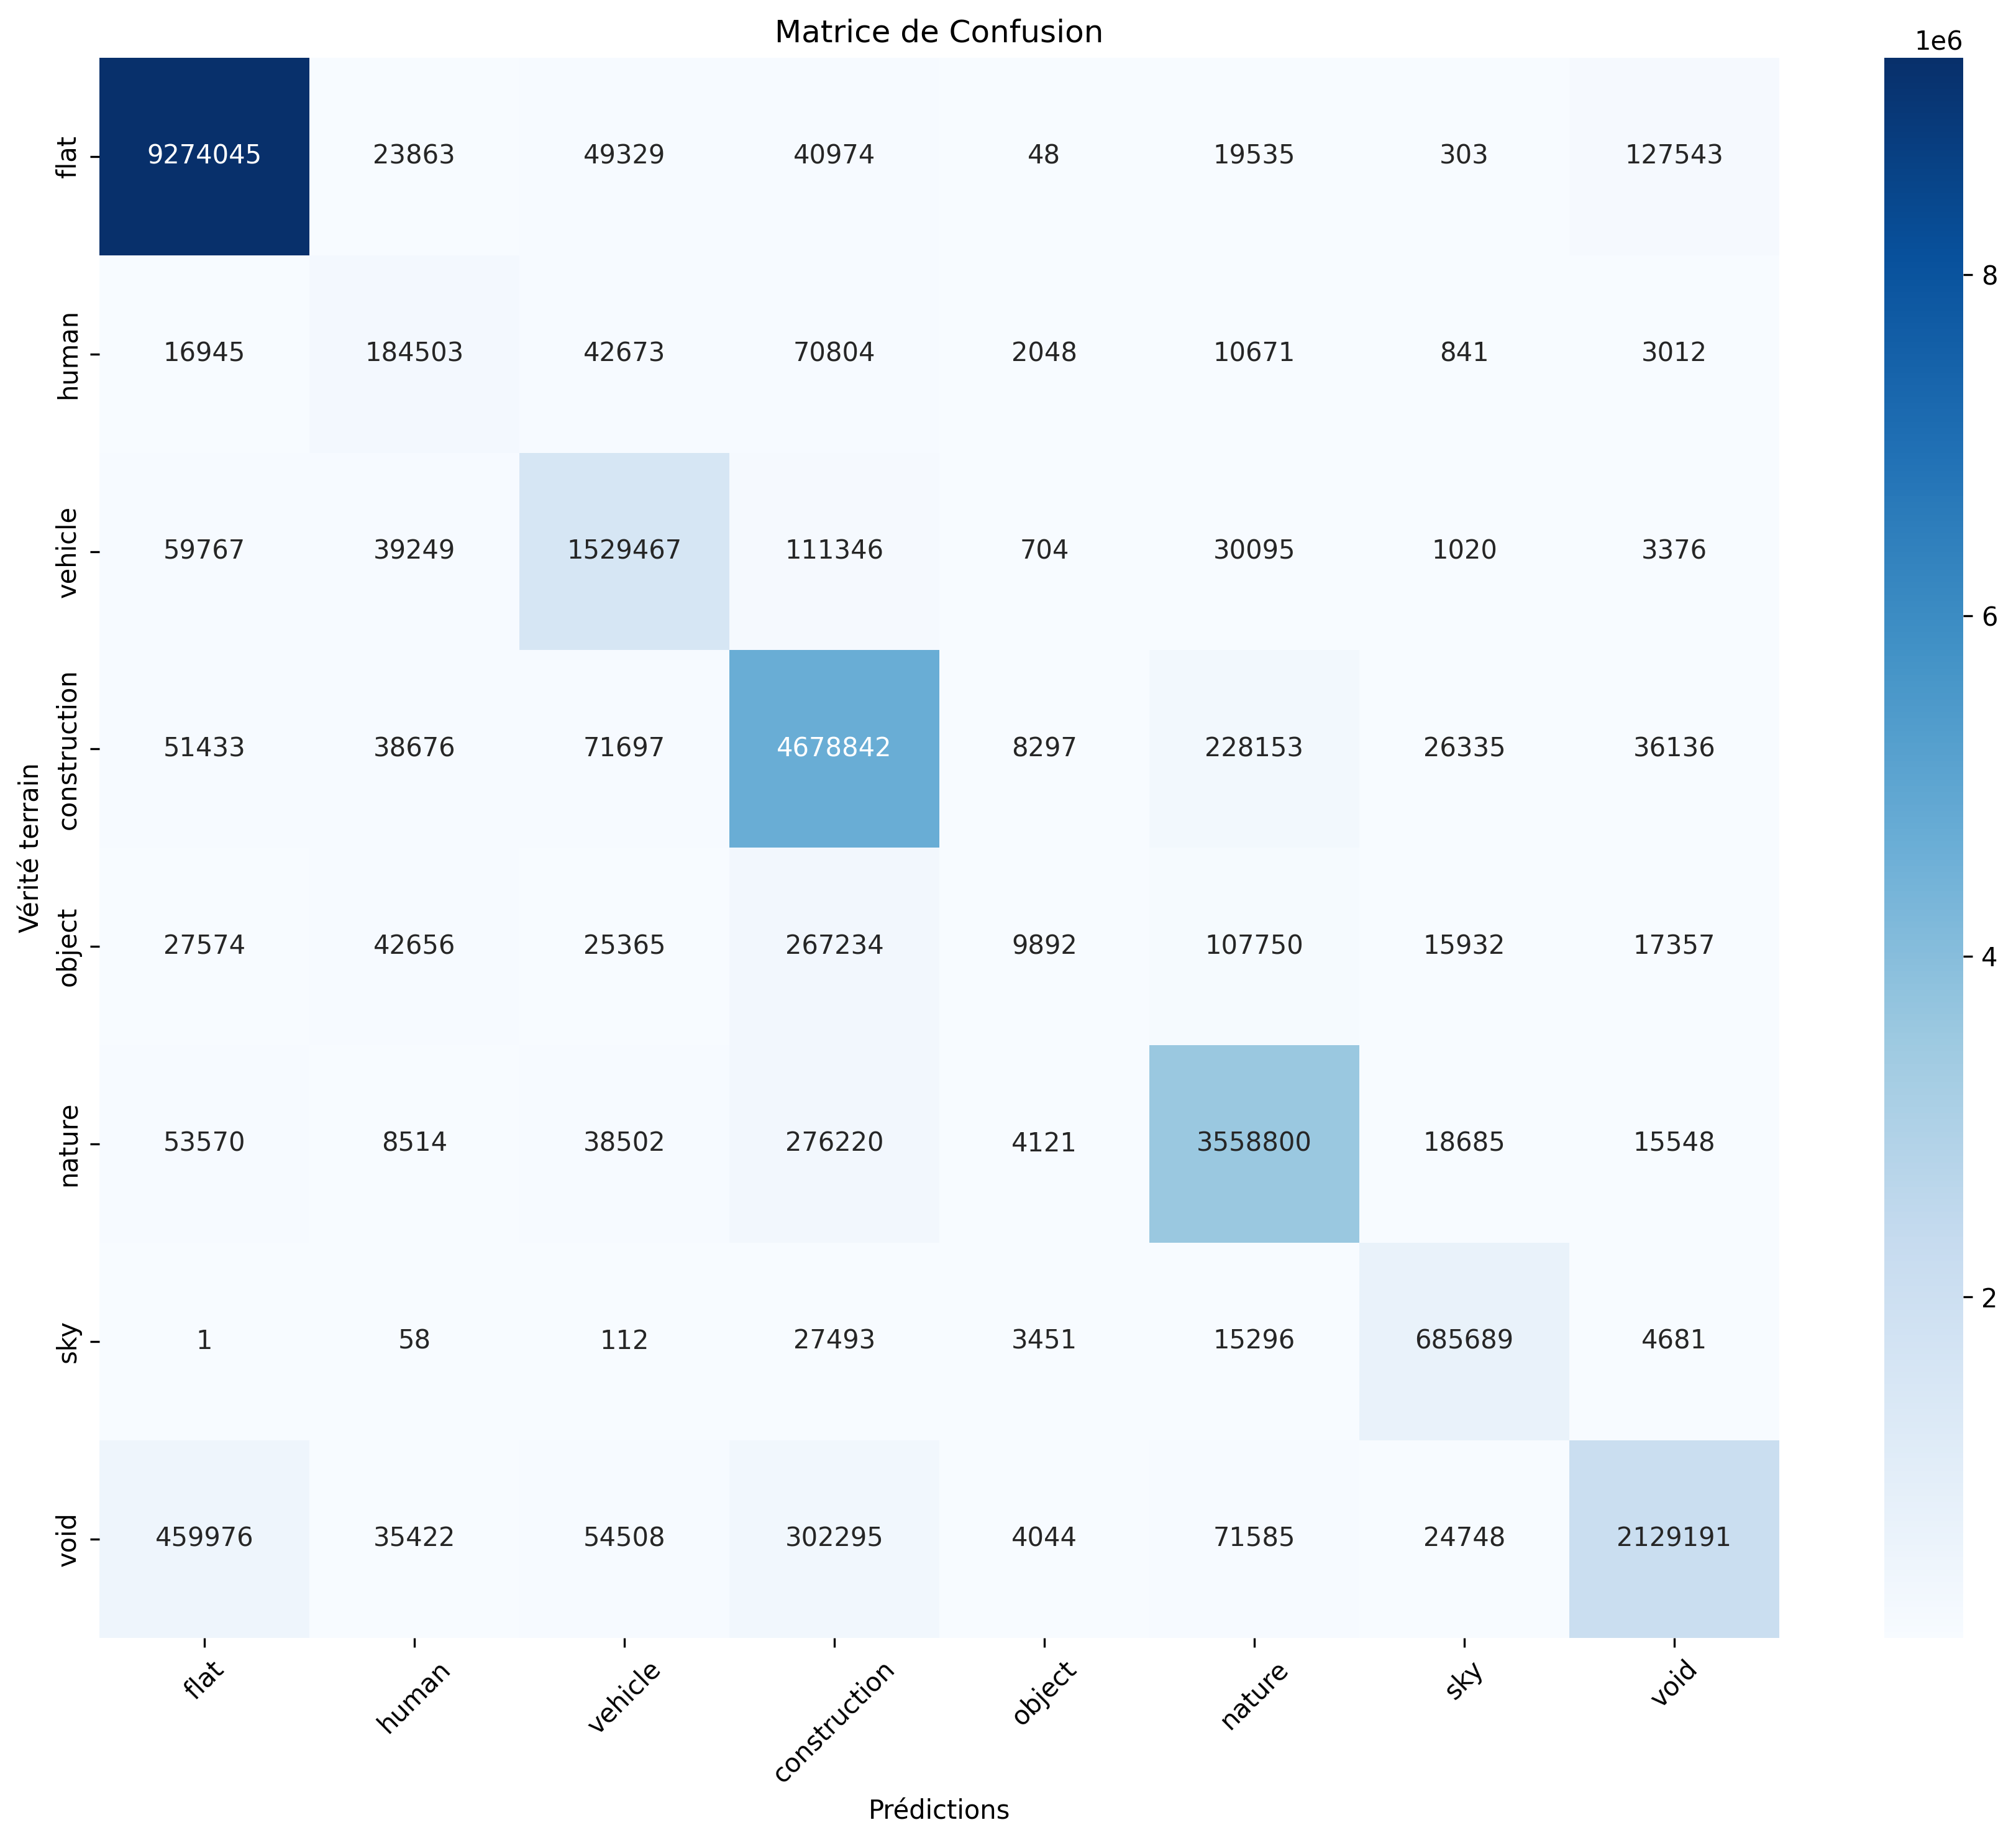 Matrice de Confusion
1e6
flat 9274045 23863 49329 40974 48 19535 303 127543
8
human 16945 184503 42673 70804 2048 10671 841 3012
vehicle 59767 39249 1529467 111346 704 30095 1020 3376
6
construction 51433 38676 71697 4678842 8297 228153 26335 36136
Vérité terrain
object 27574 42656 25365 267234 9892 107750 15932 17357
4
nature 53570 8514 38502 276220 4121 3558800 18685 15548
2
sky 1 58 112 27493 3451 15296 685689 4681
void 459976 35422 54508 302295 4044 71585 24748 2129191
flat human vehicle construction object nature sky void
Prédictions